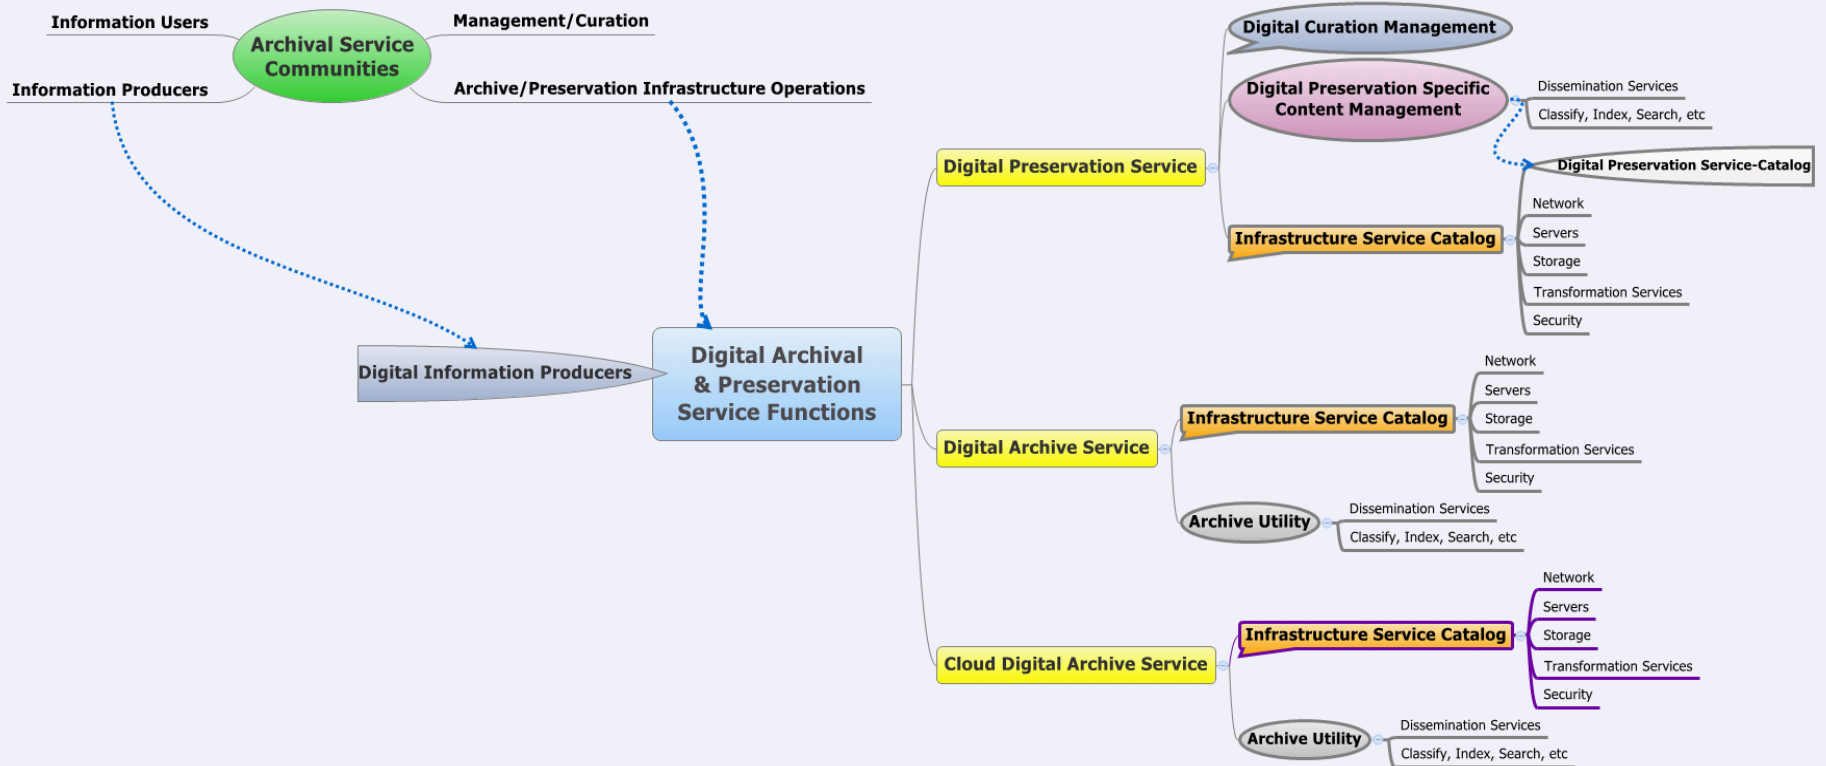 Information Users
Information Producers
Archival Service
Communities
Management/Curation
Archive/Preservation Infrastructure Operations
Digital Information Producers
Digital Archival
& Preservation
Service Functions
Digital Preservation Service
Digital Curation Management
Digital Preservation Specific
Content Management
Dissemination Services
Classify, Index, Search, etc
Infrastructure Service Catalog
Digital Preservation Service-Catalog
Network
Servers
Storage
Transformation Services
Security
Digital Archive Service
Infrastructure Service Catalog
Network
Servers
Storage
Transformation Services
Security
Archive Utility
Dissemination Services
Classify, Index, Search, etc
Cloud Digital Archive Service
Infrastructure Service Catalog
Network
Servers
Storage
Transformation Services
Security
Archive Utility
Dissemination Services
Classify, Index, Search, etc